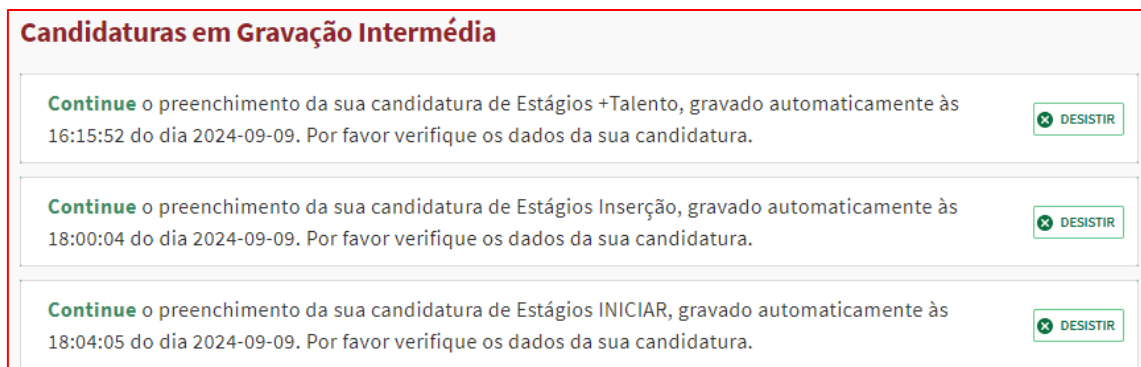 Candidaturas em Gravação Intermédia
Continue o preenchimento da sua candidatura de Estágios +Talento, gravado automaticamente às
16:15:52 do dia 2024-09-09. Por favor verifique os dados da sua candidatura.
DESISTIR
Continue o preenchimento da sua candidatura de Estágios Inserção, gravado automaticamente às
18:00:04 do dia 2024-09-09. Por favor verifique os dados da sua candidatura.
DESISTIR
Continue o preenchimento da sua candidatura de Estágios INICIAR, gravado automaticamente às
18:04:05 do dia 2024-09-09. Por favor verifique os dados da sua candidatura.
DESISTIR